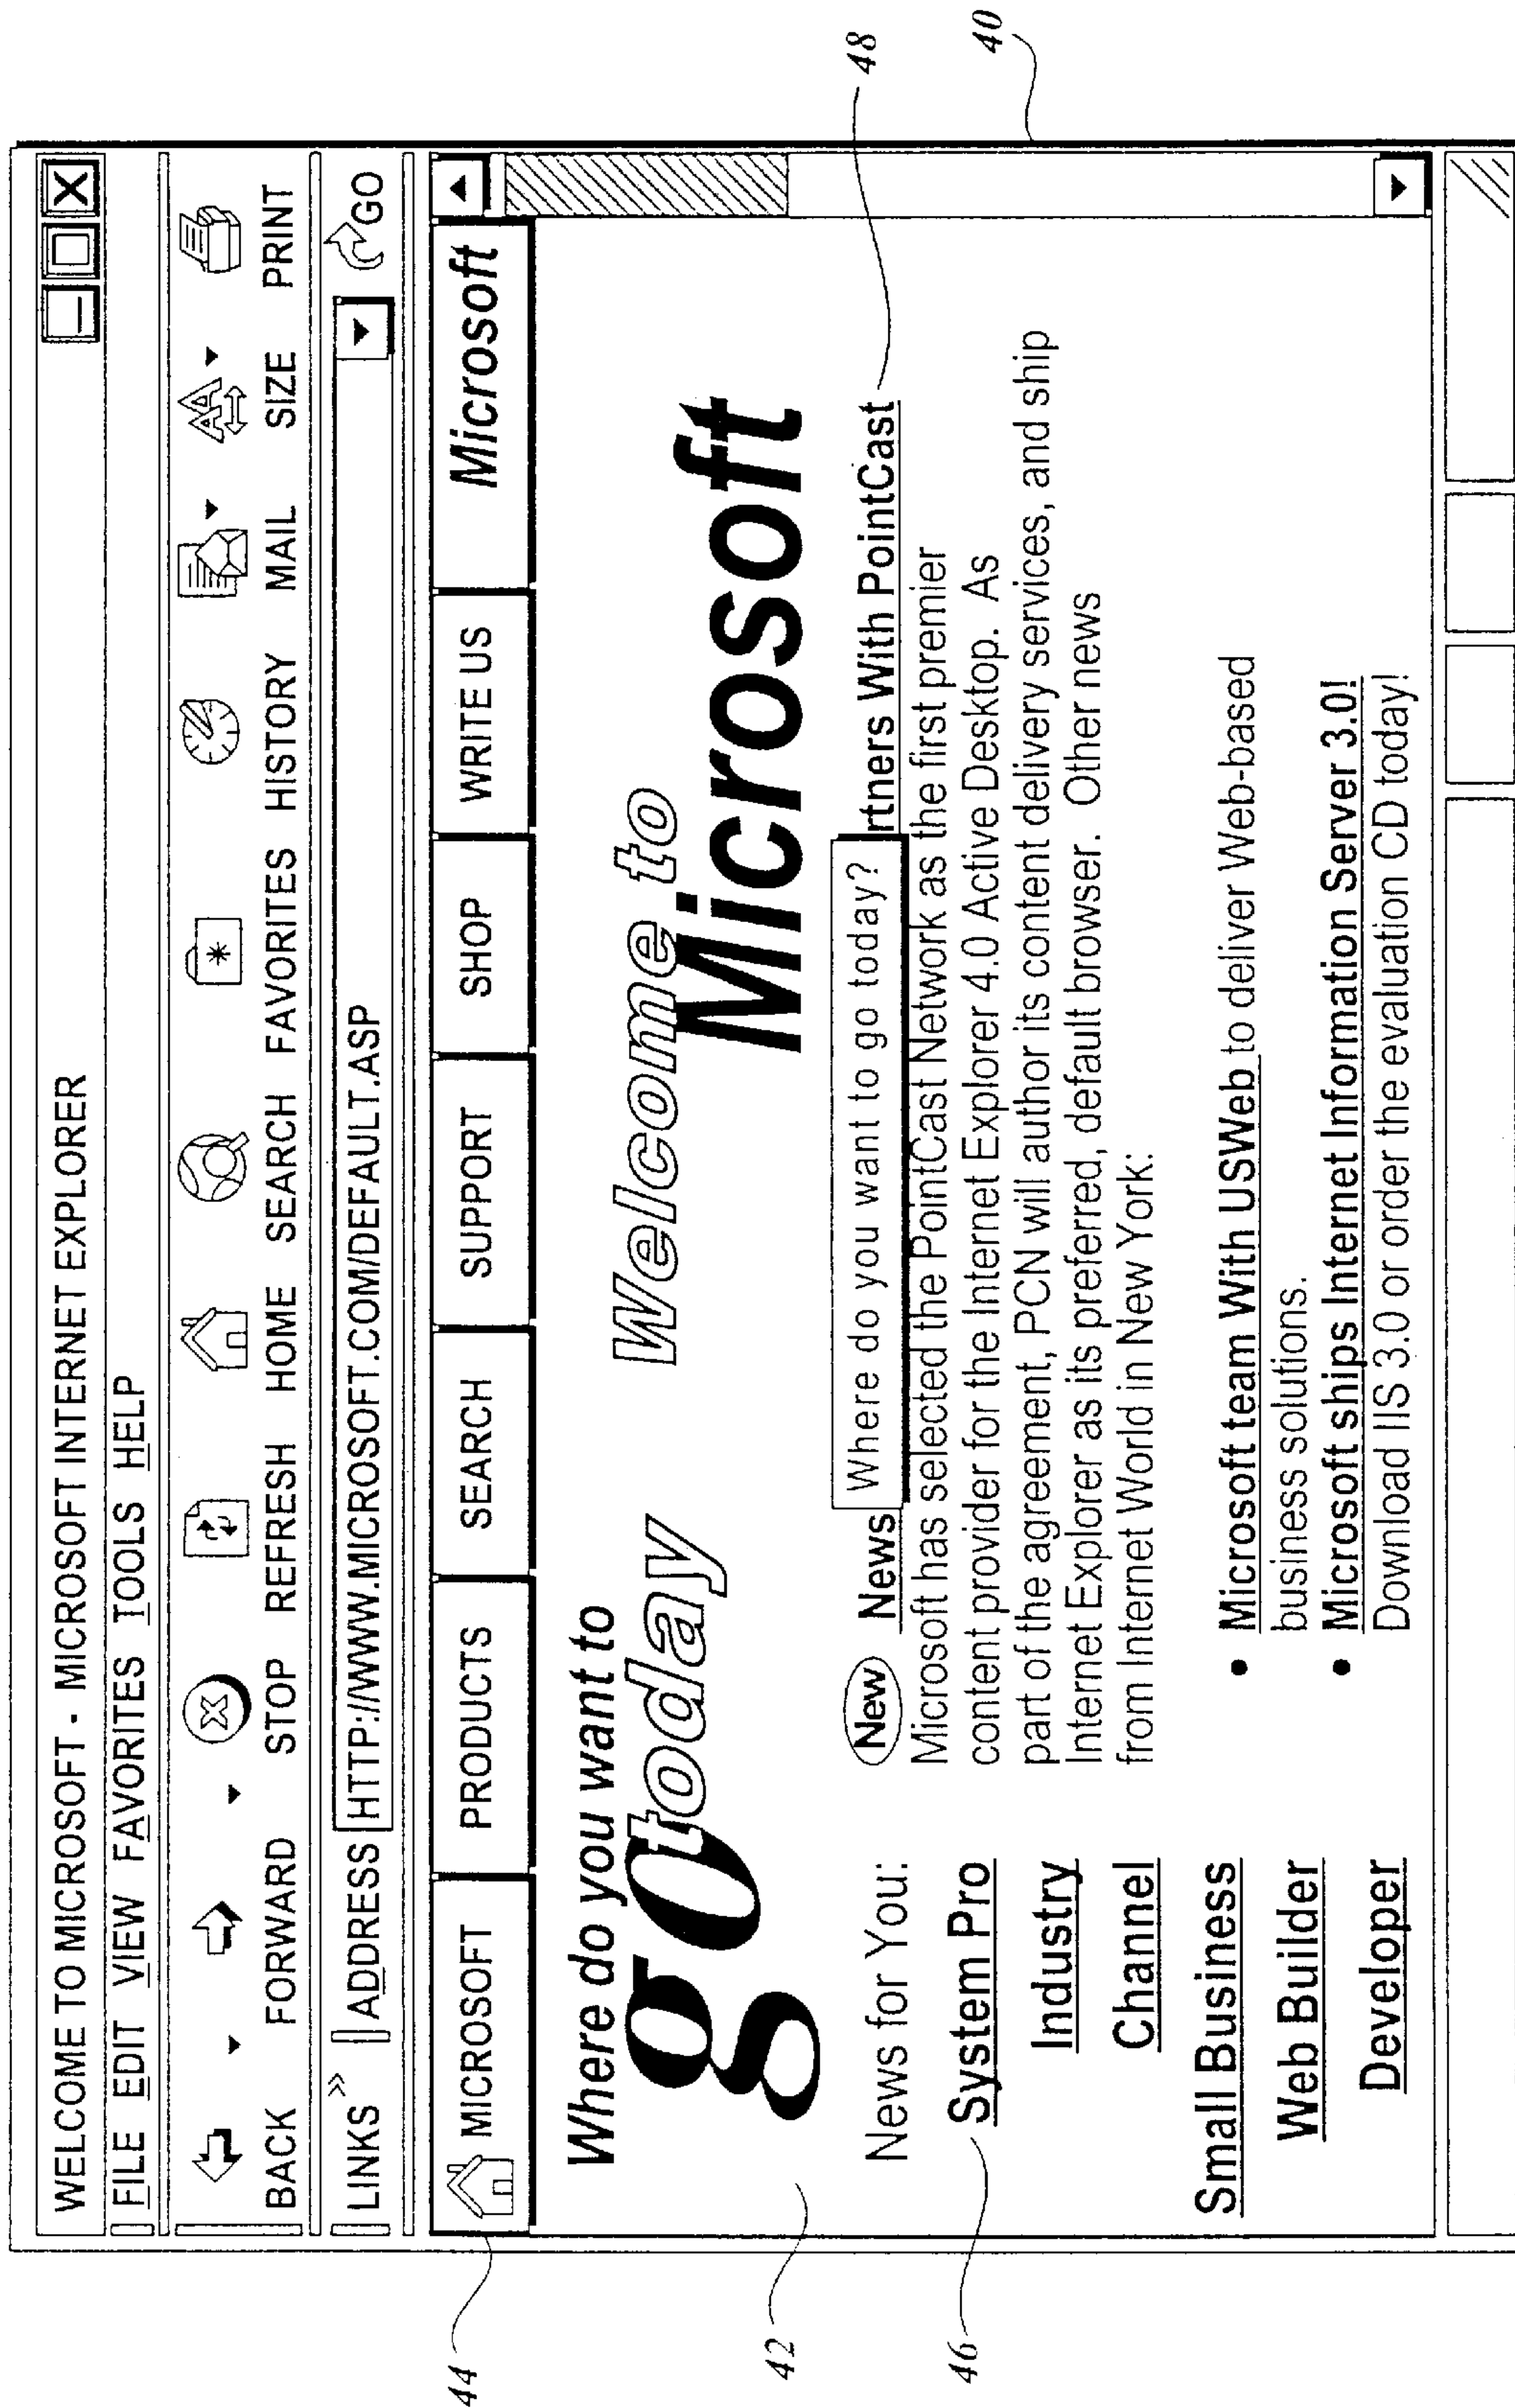 WELCOME TO MICROSOFT - MICROSOFT INTERNET EXPLORER
FILE EDIT VIEW FAVORITES TOOLS HELP
BACK FORWARD STOP REFRESH HOME SEARCH FAVORITES HISTORY MAIL SIZE PRINT
LINKS » ADDRESS HTTP://WWW.MICROSOFT.COM/DEFAULT.ASP GO
MICROSOFT PRODUCTS SEARCH SUPPORT SHOP WRITE US Microsoft
44
Where do you want to
go today
Welcome to
Microsoft
42
News for You:
System Pro
46
Industry
Channel
Small Business
Web Builder
Developer
Where do you want to go today?
New News rtners With PointCast
48
Microsoft has selected the PointCast Network as the first premier
content provider for the Internet Explorer 4.0 Active Desktop. As
part of the agreement, PCN will author its content delivery services, and ship
Internet Explorer as its preferred, default browser. Other news
from Internet World in New York:
• Microsoft team With USWeb to deliver Web-based
business solutions.
• Microsoft ships Internet Information Server 3.0!
Download IIS 3.0 or order the evaluation CD today!
40